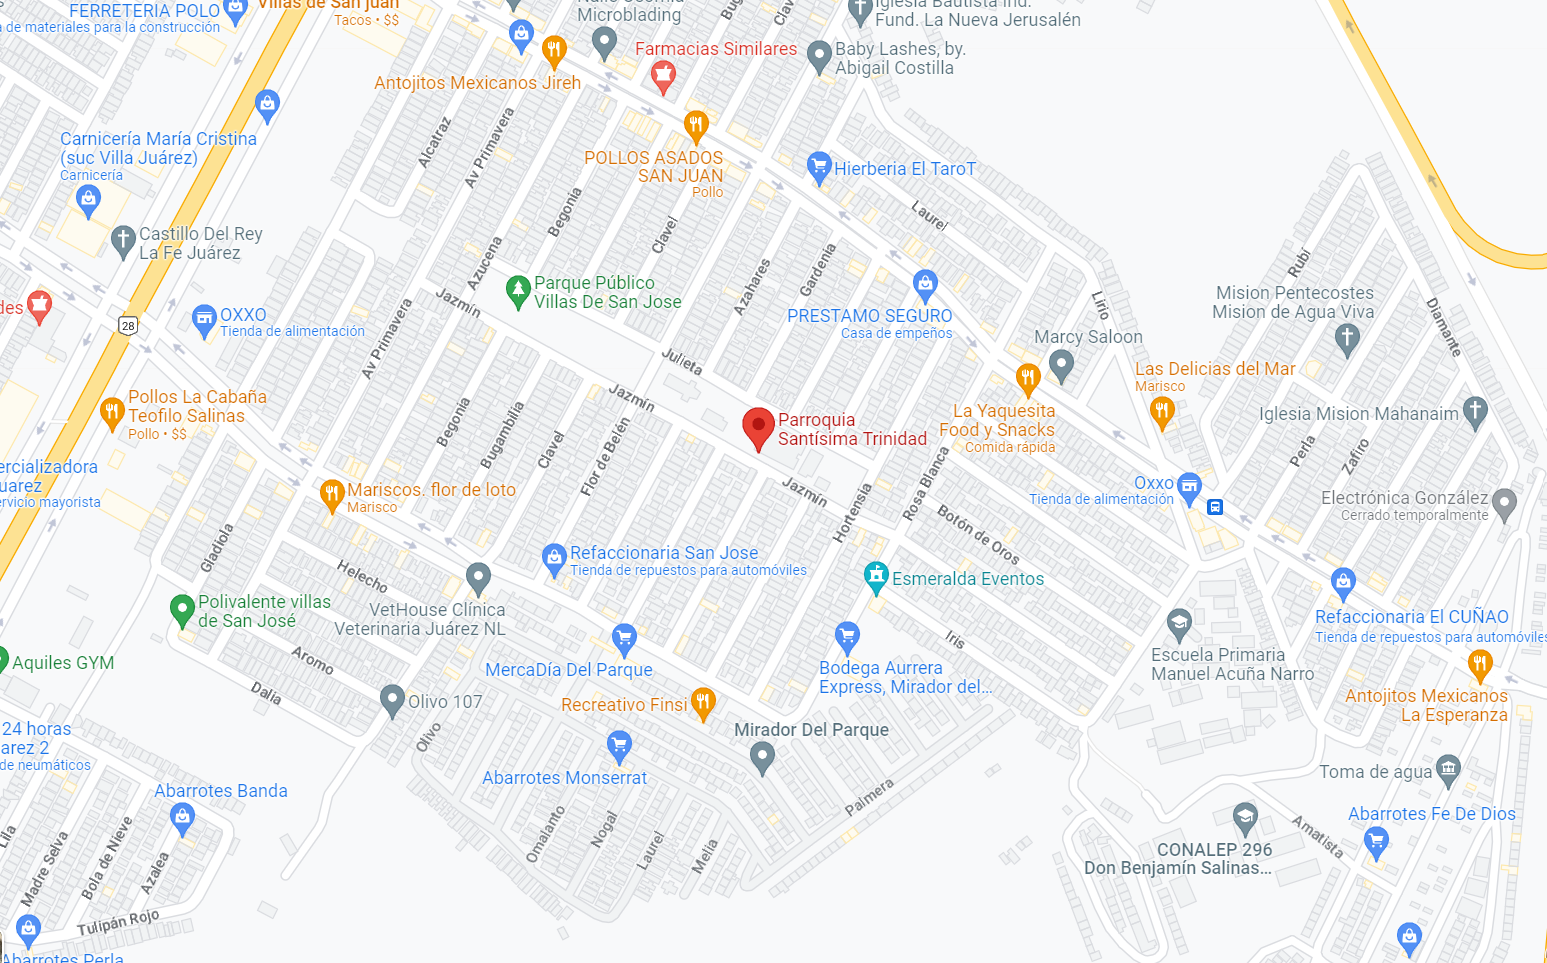 FERRETERIA POLO
de materiales para la construcción
Villas de San juan
Tacos • $$
Microblading
Iglesia Bautista Ind.
Fund. La Nueva Jerusalén
Farmacias Similares
Baby Lashes, by.
Abigail Costilla
Antojitos Mexicanos Jireh
Carnicería María Cristina
(suc Villa Juárez)
Carnicería
Alcatraz
Av Primavera
POLLOS ASADOS
SAN JUAN
Pollo
Hierberia El TaroT
Castillo Del Rey
La Fe Juárez
Begonia
Clavel
Laurel
Azucena
Gardenia
Azahares
Rubí
Lirio
Diamante
Parque Público
Villas De San Jose
Jazmín
OXXO
Tienda de alimentación
28
PRESTAMO SEGURO
Casa de empeños
Mision Pentecostes
Mision de Agua Viva
Marcy Saloon
Av Primavera
Julieta
Las Delicias del Mar
Marisco
Pollos La Cabaña
Teofilo Salinas
Pollo • $$
Jazmín
Parroquia
Santísima Trinidad
La Yaquesita
Food y Snacks
Comida rápida
Iglesia Mision Mahanaim
Begonia
Bugambilia
Clavel
Flor de Belén
Perla
Zafiro
Rosa Blanca
Hortensia
Jazmín
Mariscos. flor de loto
Marisco
Oxxo
Tienda de alimentación
Electrónica González
Cerrado temporalmente
Botón de Oros
Gladiola
Helecho
Refaccionaria San Jose
Tienda de repuestos para automóviles
Esmeralda Eventos
Polivalente villas
de San José
VetHouse Clínica
Veterinaria Juárez NL
Refaccionaria El CUÑAO
Tienda de repuestos para automóviles
Iris
Aquiles GYM
Aromo
Dalia
MercaDía Del Parque
Bodega Aurrera
Express, Mirador del...
Escuela Primaria
Manuel Acuña Narro
Olivo 107
Recreativo Finsi
Antojitos Mexicanos
La Esperanza
24 horas
Olivo
Mirador Del Parque
de neumáticos
Abarrotes Monserrat
Toma de agua
Abarrotes Banda
Palmera
Abarrotes Fe De Dios
Amatista
Lila
Madre Selva
Bola de Nieve
Azalea
Nogal
Laurel
Melia
CONALEP 296
Don Benjamín Salinas...
Tulipán Rojo
Abarrotes Perla